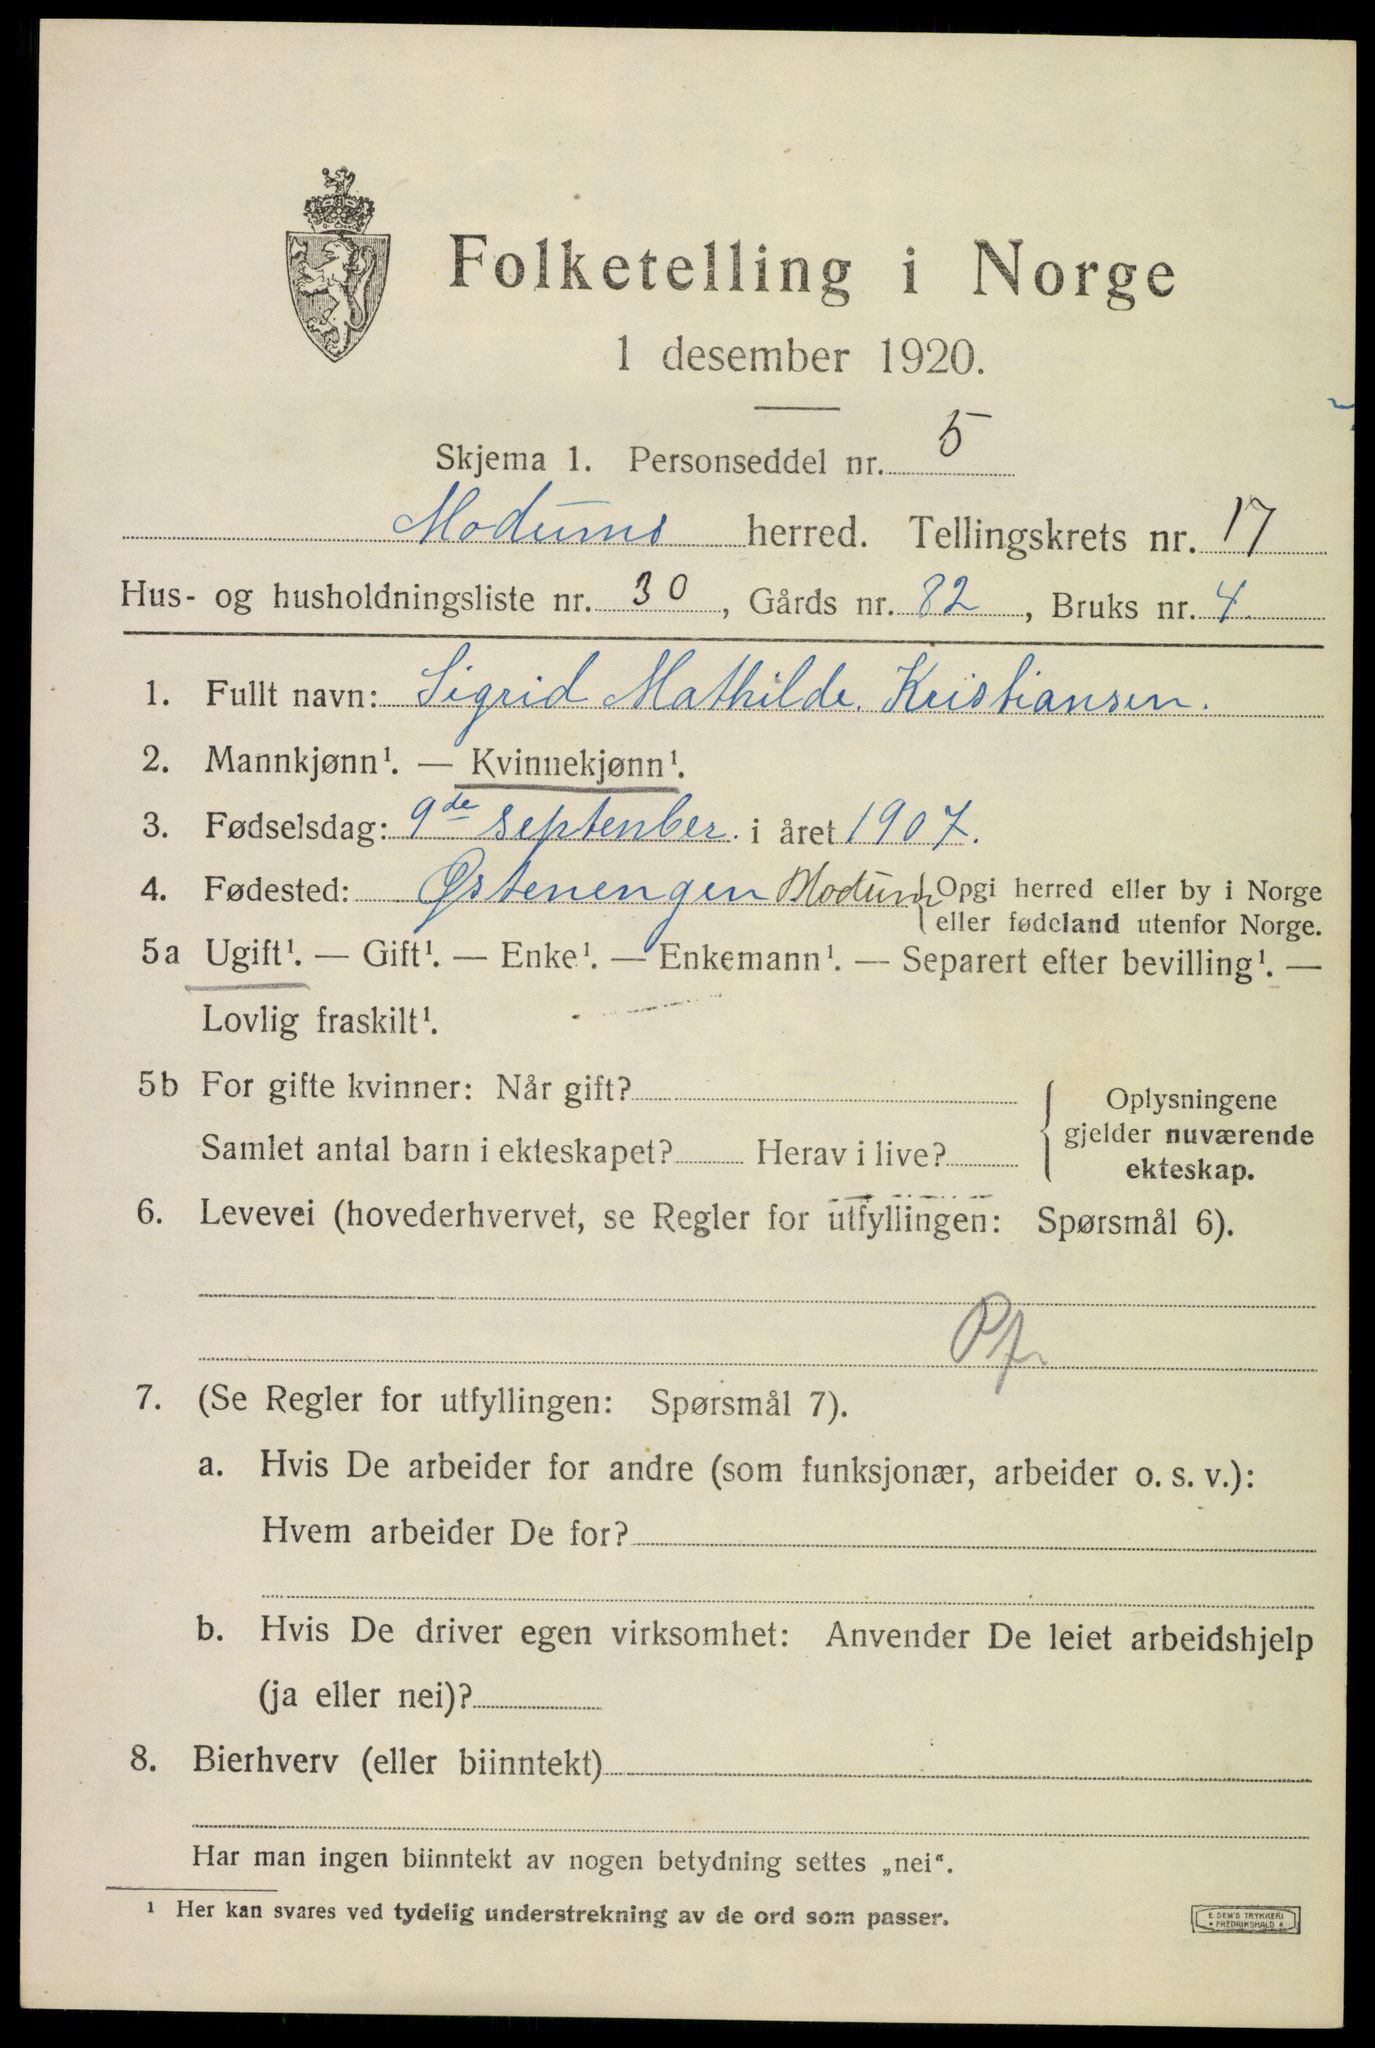 Folketelling i Norge
1 desember 1920.
Skjema 1. Personseddel nr. 5
Modums herred. Tellingskrets nr. 17
Hus- og husholdningsliste nr. 30, Gårds nr. 82, Bruks nr. 4.
1. Fullt navn: Sigrid Mathilde. Kristiansen.
2. Mannkjønn¹. — Kvinnekjønn¹.
3. Fødselsdag: 9de septenber. i året 1907.
4. Fødested: Østenengen Modum { Opgi herred eller by i Norge
eller fødeland utenfor Norge.
5a Ugift¹. — Gift¹. — Enke¹. — Enkemann¹. — Separert efter bevilling¹. —
Lovlig fraskilt¹.
5b For gifte kvinner: Når gift?
Samlet antal barn i ekteskapet? Herav i live?
{ Oplysningene
gjelder nuværende
ekteskap.
6. Levevei (hovederhvervet, se Regler for utfyllingen: Spørsmål 6).
7. (Se Regler for utfyllingen: Spørsmål 7).
a. Hvis De arbeider for andre (som funksjonær, arbeider o. s. v.):
Hvem arbeider De for?
b. Hvis De driver egen virksomhet: Anvender De leiet arbeidshjelp
(ja eller nei)?
8. Bierhverv (eller biinntekt)
Har man ingen biinntekt av nogen betydning settes „nei“.
¹ Her kan svares ved tydelig understrekning av de ord som passer.
E. SEM'S TRYKKERI
* FREDRIKSHALD *